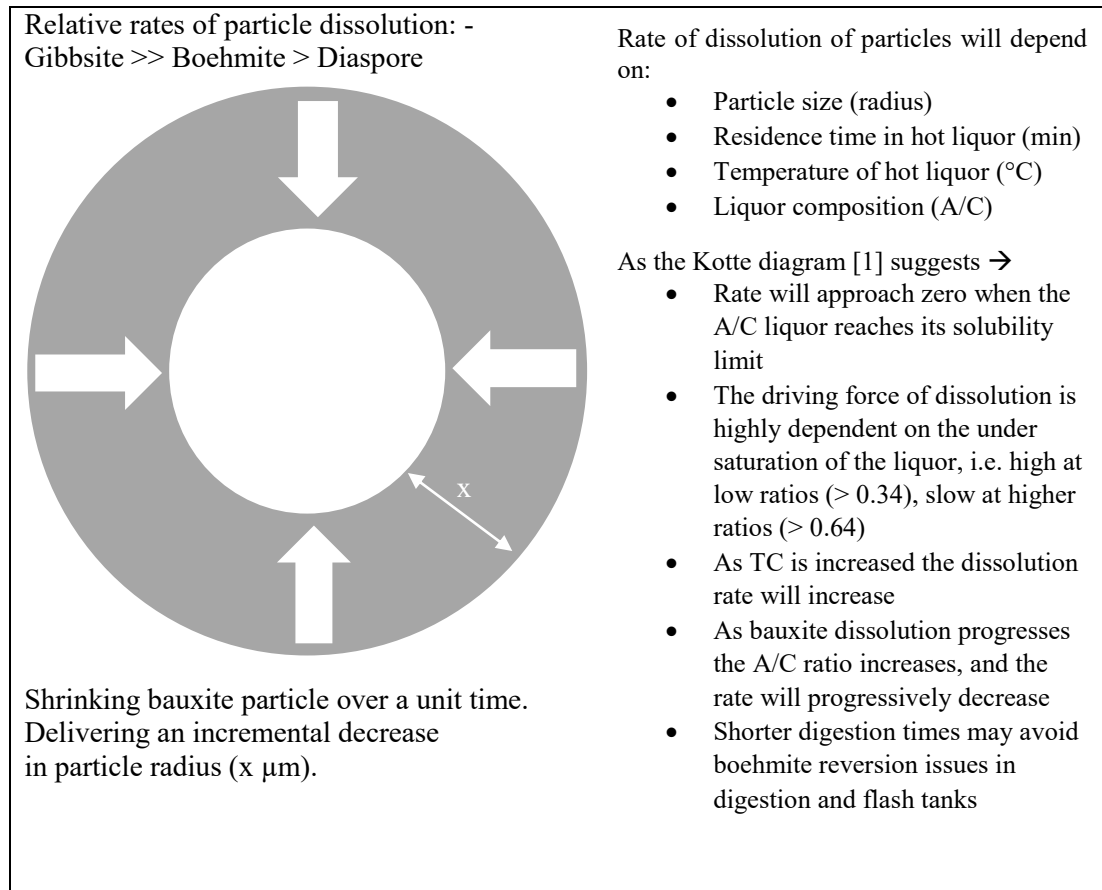 Relative rates of particle dissolution: -
Gibbsite >> Boehmite > Diaspore
x
Shrinking bauxite particle over a unit time.
Delivering an incremental decrease
in particle radius (x µm).
Rate of dissolution of particles will depend
on:
• Particle size (radius)
• Residence time in hot liquor (min)
• Temperature of hot liquor (°C)
• Liquor composition (A/C)
As the Kotte diagram [1] suggests →
• Rate will approach zero when the
A/C liquor reaches its solubility
limit
• The driving force of dissolution is
highly dependent on the under
saturation of the liquor, i.e. high at
low ratios (> 0.34), slow at higher
ratios (> 0.64)
• As TC is increased the dissolution
rate will increase
• As bauxite dissolution progresses
the A/C ratio increases, and the
rate will progressively decrease
• Shorter digestion times may avoid
boehmite reversion issues in
digestion and flash tanks